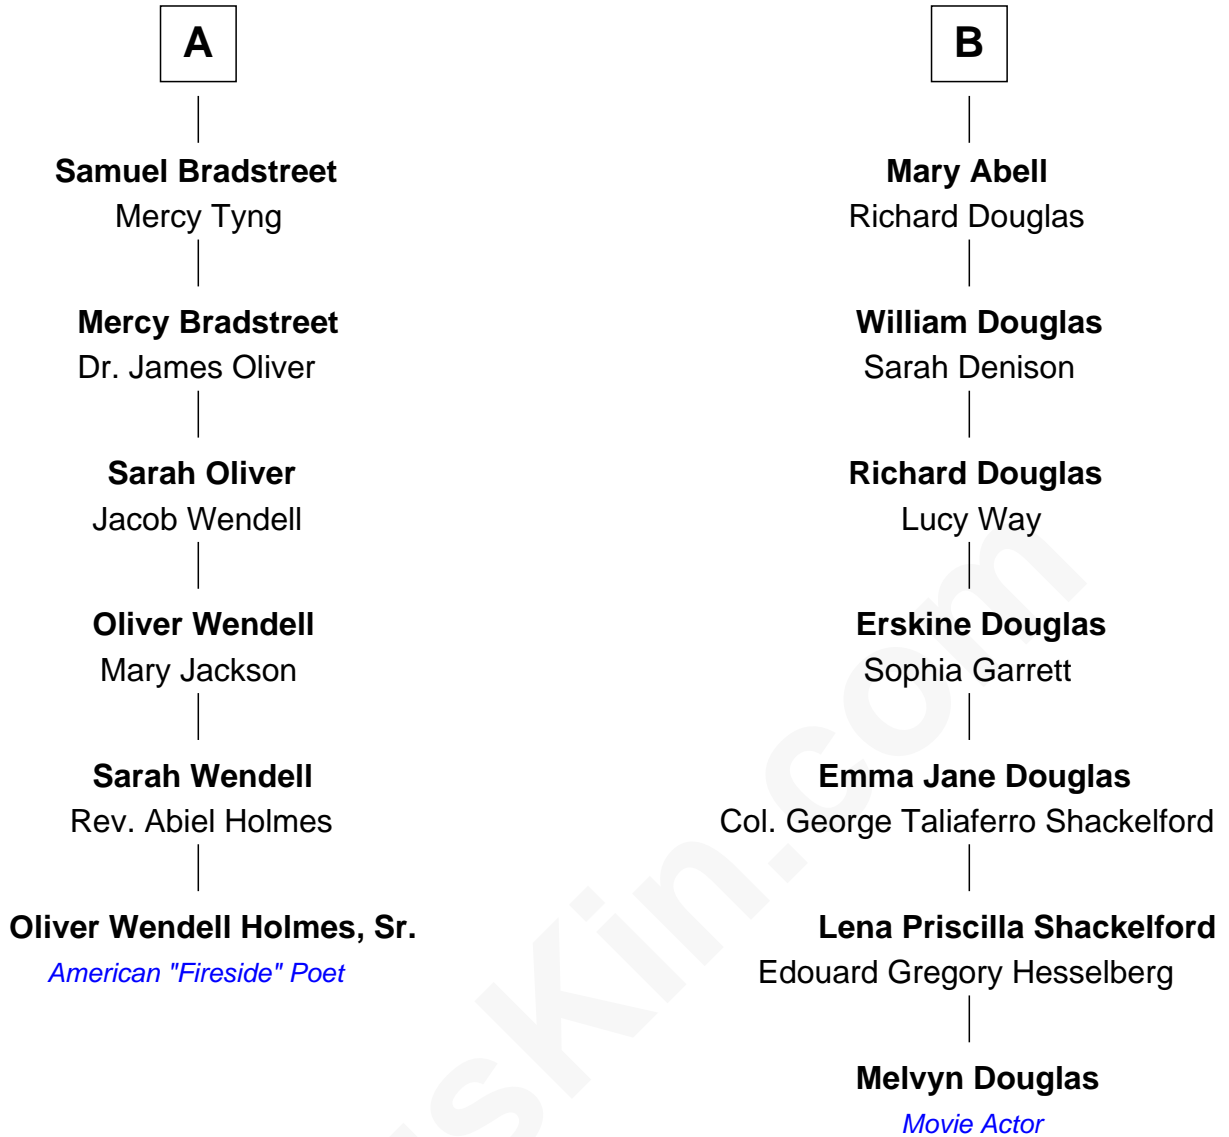 A
Samuel Bradstreet
Mercy Tyng
Mercy Bradstreet
Dr. James Oliver
Sarah Oliver
Jacob Wendell
Oliver Wendell
Mary Jackson
Sarah Wendell
Rev. Abiel Holmes
Oliver Wendell Holmes, Sr.
American "Fireside" Poet
B
Mary Abell
Richard Douglas
William Douglas
Sarah Denison
Richard Douglas
Lucy Way
Erskine Douglas
Sophia Garrett
Emma Jane Douglas
Col. George Taliaferro Shackelford
Lena Priscilla Shackelford
Edouard Gregory Hesselberg
Melvyn Douglas
Movie Actor
sKin.com